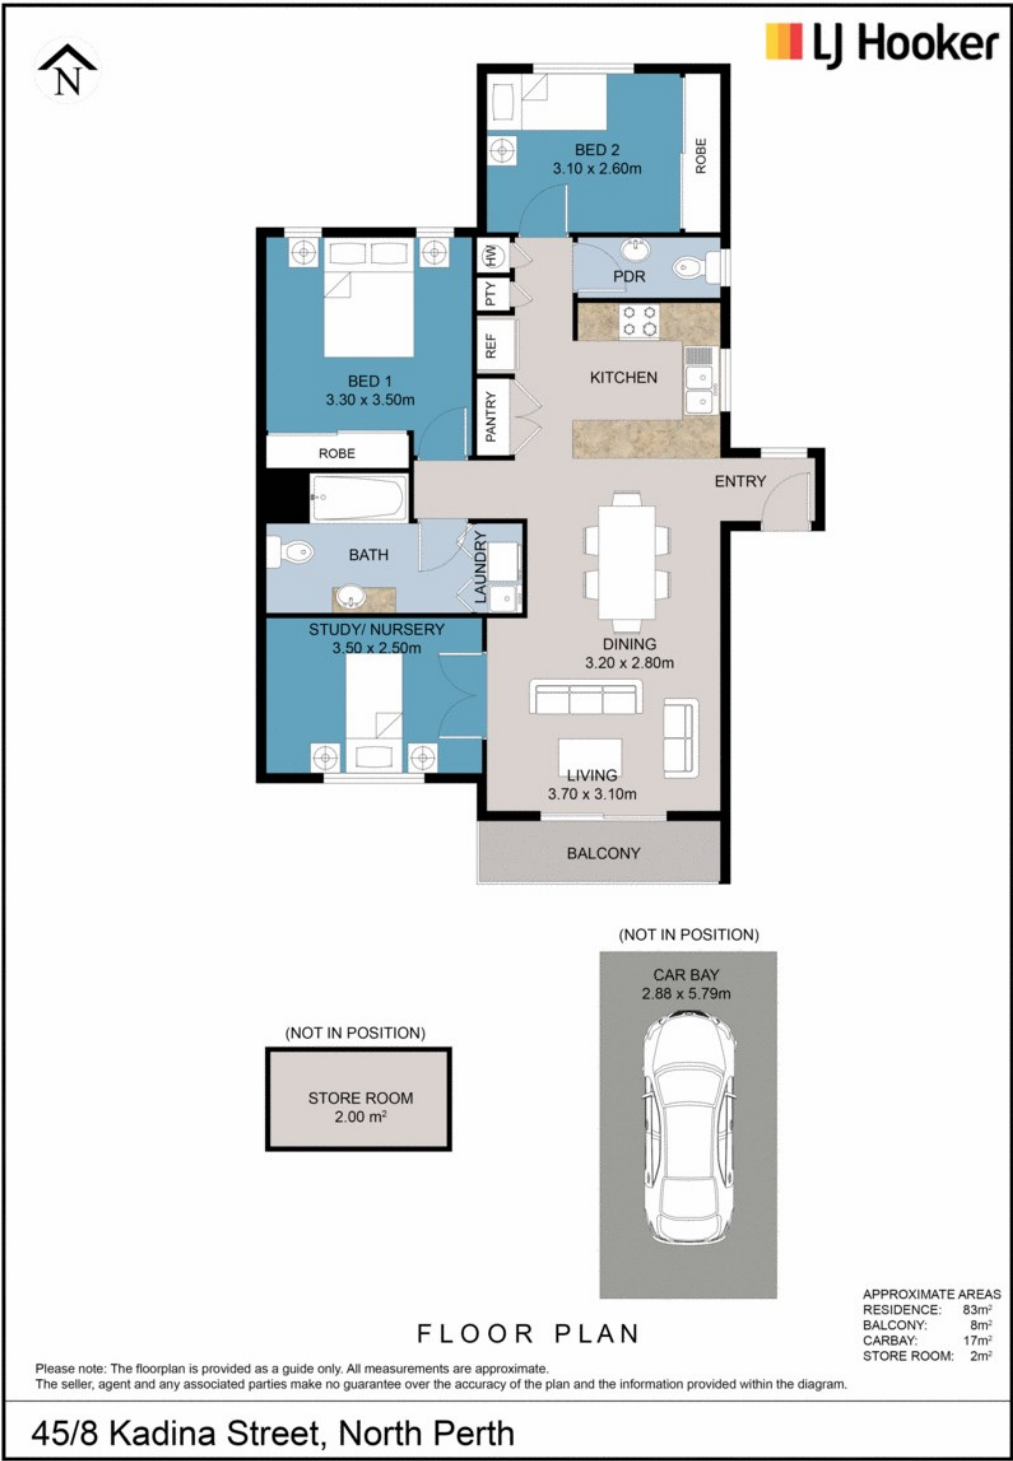 N
LJ Hooker
BED 2
3.10 x 2.60m
ROBE
HW
PDR
PTY
REF
KITCHEN
BED 1
3.30 x 3.50m
PANTRY
ROBE
ENTRY
BATH
LAUNDRY
STUDY/ NURSERY
3.50 x 2.50m
DINING
3.20 x 2.80m
LIVING
3.70 x 3.10m
BALCONY
(NOT IN POSITION)
CAR BAY
2.88 x 5.79m
(NOT IN POSITION)
STORE ROOM
2.00 m²
APPROXIMATE AREAS
RESIDENCE: 83m²
BALCONY: 8m²
CARBAY: 17m²
STORE ROOM: 2m²
FLOOR PLAN
Please note: The floorplan is provided as a guide only. All measurements are approximate.
The seller, agent and any associated parties make no guarantee over the accuracy of the plan and the information provided within the diagram.
45/8 Kadina Street, North Perth